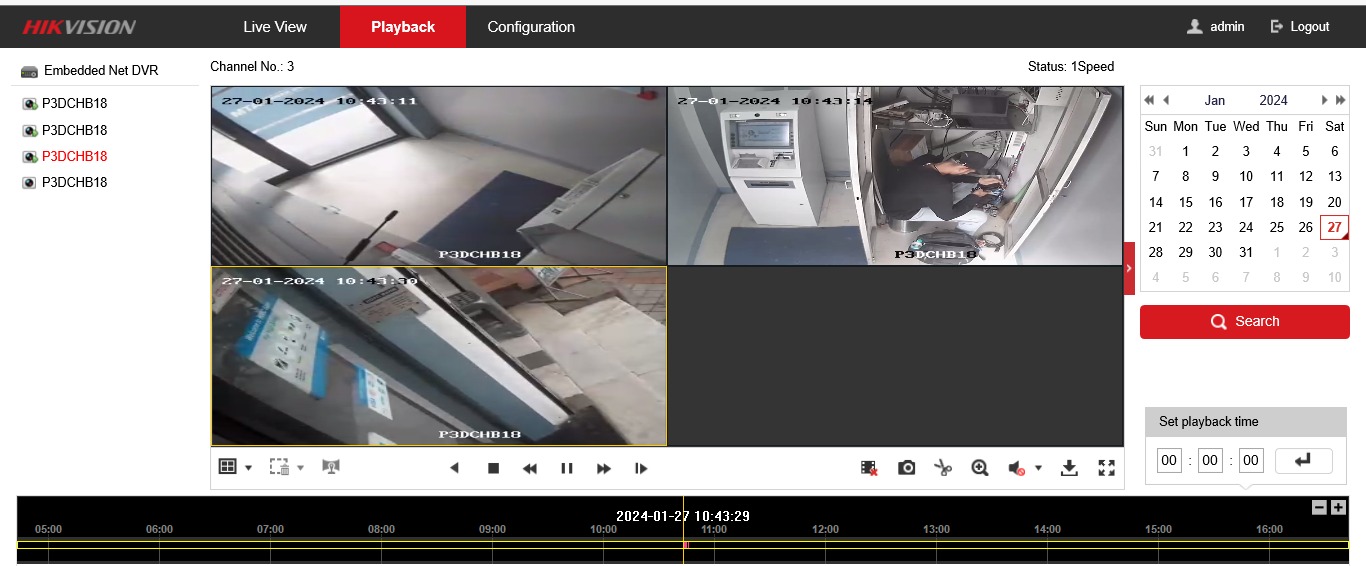 HIKVISION Live View Playback Configuration admin Logout
Embedded Net DVR
P3DCHB18
P3DCHB18
P3DCHB18
P3DCHB18
Channel No.: 3 Status: 1Speed
27-01-2024 10:43:11
P3DCHB18
27-01-2024 10:43:14
P3DCHB18
27-01-2024 10:43:30
P3DCHB18
Jan 2024
Sun Mon Tue Wed Thu Fri Sat
31 1 2 3 4 5 6
7 8 9 10 11 12 13
14 15 16 17 18 19 20
21 22 23 24 25 26 27
28 29 30 31 1 2 3
4 5 6 7 8 9 10
Search
Set playback time
00 : 00 : 00
2024-01-27 10:43:29
05:00 06:00 07:00 08:00 09:00 10:00 11:00 12:00 13:00 14:00 15:00 16:00